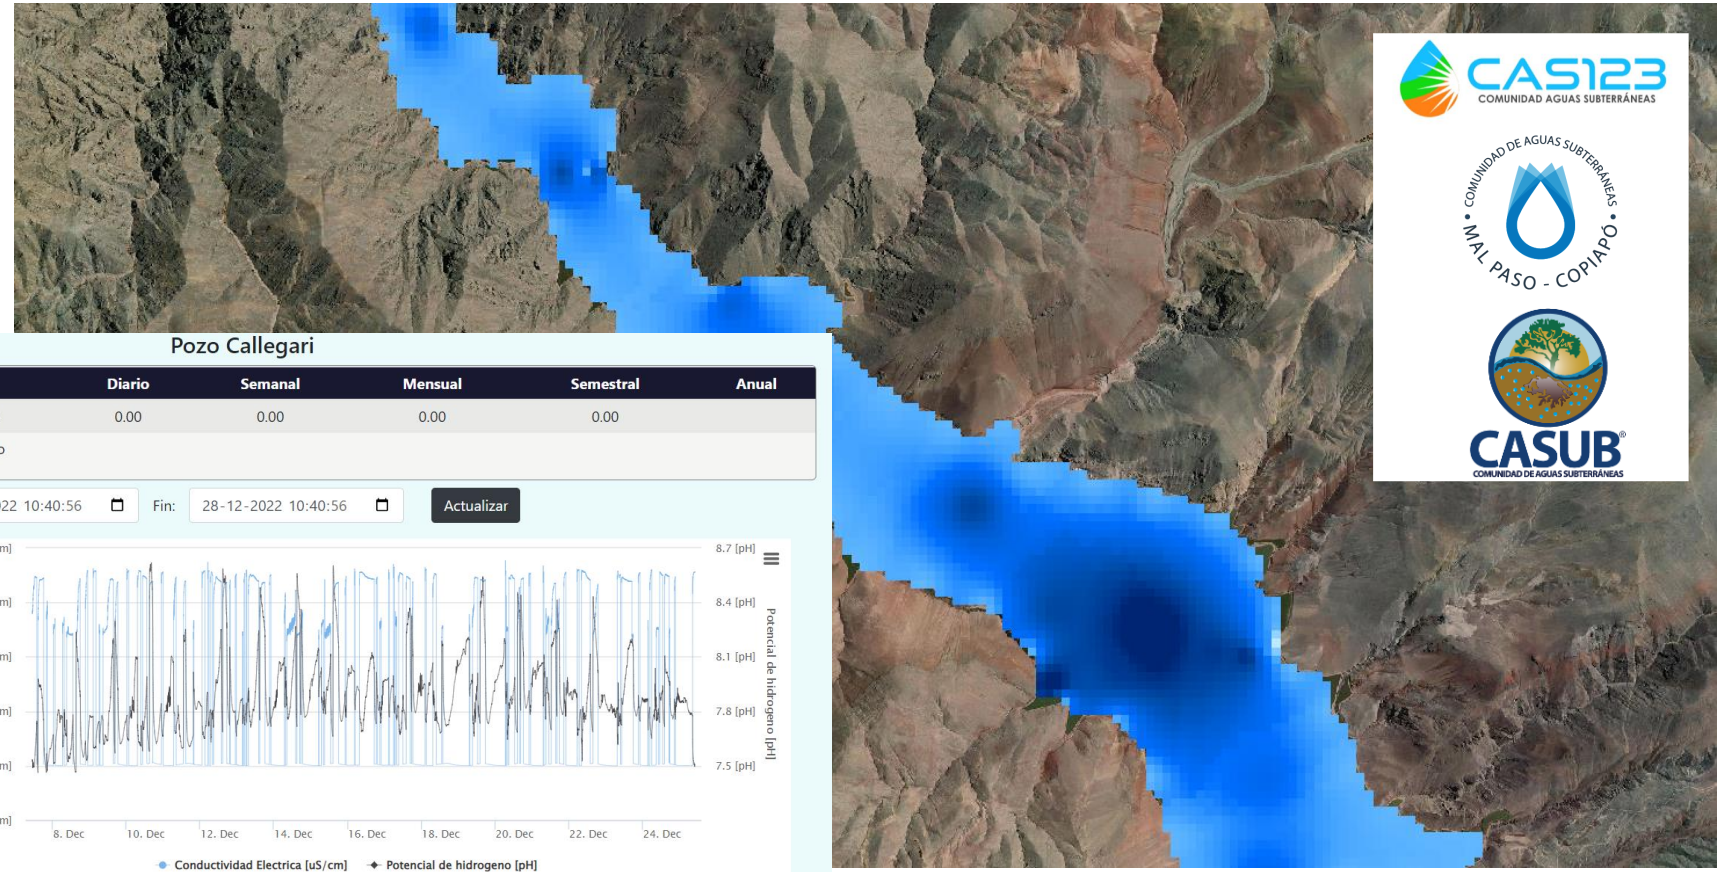 CAS123
COMUNIDAD AGUAS SUBTERRÁNEAS
COMUNIDAD DE AGUAS SUBTERRÁNEAS
MAL PASO - COPIAPÓ
CASUB®
COMUNIDAD DE AGUAS SUBTERRÁNEAS
Pozo Callegari
Diario Semanal Mensual Semestral Anual
0.00 0.00 0.00 0.00
o
22 10:40:56 Fin: 28-12-2022 10:40:56 Actualizar
m] 8.7 [pH]
m] 8.4 [pH]
m] 8.1 [pH]
m] 7.8 [pH]
m] 7.5 [pH]
m]
Potencial de hidrogeno [pH]
8. Dec 10. Dec 12. Dec 14. Dec 16. Dec 18. Dec 20. Dec 22. Dec 24. Dec
Conductividad Electrica [uS/cm] Potencial de hidrogeno [pH]